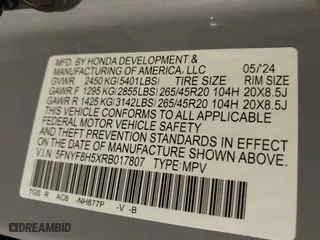 MFD. BY HONDA DEVELOPMENT &
MANUFACTURING OF AMERICA, LLC 05/'24
GVWR 2450 KG(5401LBS) TIRE SIZE RIM SIZE
GAWR F 1295 KG(2855LBS) 265/45R20 104H 20X8.5J
GAWR R 1425 KG(3142LBS) 265/45R20 104H 20X8.5J
THIS VEHICLE CONFORMS TO ALL APPLICABLE
FEDERAL MOTOR VEHICLE SAFETY AND
THEFT PREVENTION STANDARDS IN EFFECT ON
THE DATE OF MANUFACTURE SHOWN ABOVE.
V.I.N. 5FNYF8H5XRB017807 TYPE:MPV
TGS R AC6 -NH877P -V -B
DREAMBID